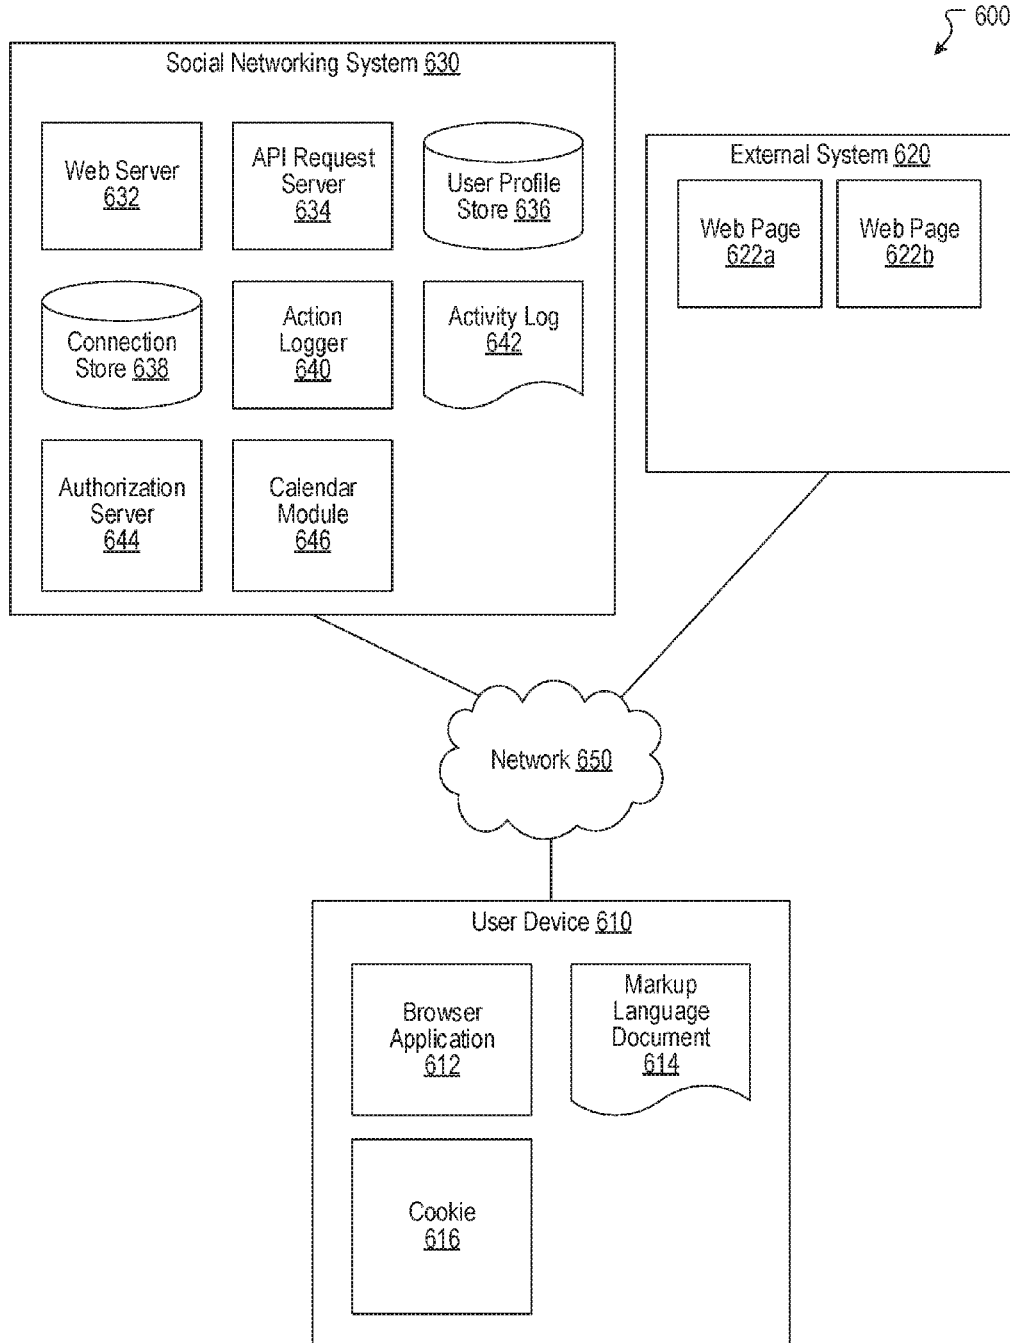 600
Social Networking System 630
Web Server
632
API Request
Server
634
User Profile
Store 636
Connection
Store 638
Action
Logger
640
Activity Log
642
Authorization
Server
644
Calendar
Module
646
External System 620
Web Page
622a
Web Page
622b
Network 650
User Device 610
Browser
Application
612
Markup
Language
Document
614
Cookie
616